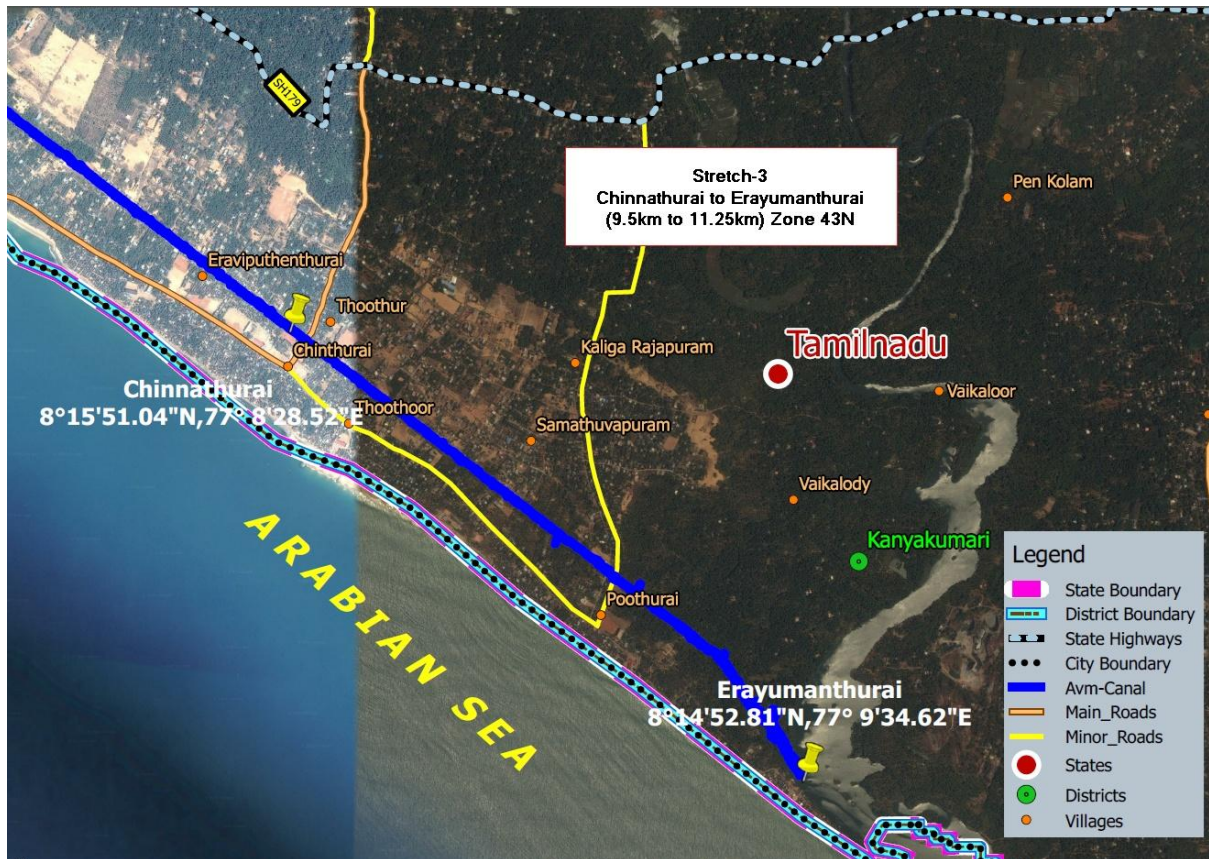 SH179
Stretch-3
Chinnathurai to Erayumanthurai
(9.5km to 11.25km) Zone 43N
Pen Kolam
Eraviputhenthurai
Thoothur
Chinthurai
Kaliga Rajapuram
Tamilnadu
Chinnathurai
8°15'51.04"N,77° 8'28.52"E
Thoothoor
Samathuvapuram
Vaikaloor
Vaikalody
Kanyakumari
ARABIAN SEA
Poothurai
Erayumanthurai
8°14'52.81"N,77° 9'34.62"E
Legend
State Boundary
District Boundary
State Highways
City Boundary
Avm-Canal
Main_Roads
Minor_Roads
States
Districts
Villages